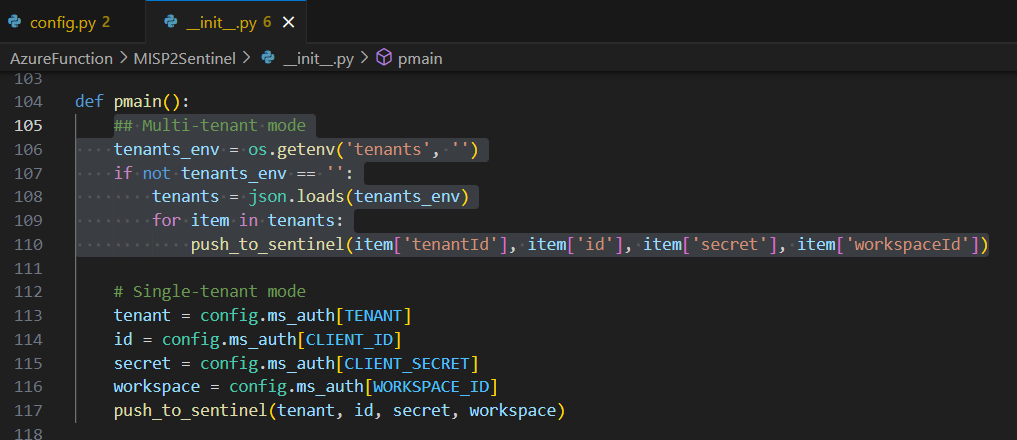 config.py 2
__init__.py 6 ×
AzureFunction > MISP2Sentinel > __init__.py > pmain
103
104 def pmain():
105     ## Multi-tenant mode
106     tenants_env = os.getenv('tenants', '')
107     if not tenants_env == '':
108         tenants = json.loads(tenants_env)
109         for item in tenants:
110             push_to_sentinel(item['tenantId'], item['id'], item['secret'], item['workspaceId'])
111
112     # Single-tenant mode
113     tenant = config.ms_auth[TENANT]
114     id = config.ms_auth[CLIENT_ID]
115     secret = config.ms_auth[CLIENT_SECRET]
116     workspace = config.ms_auth[WORKSPACE_ID]
117     push_to_sentinel(tenant, id, secret, workspace)
118